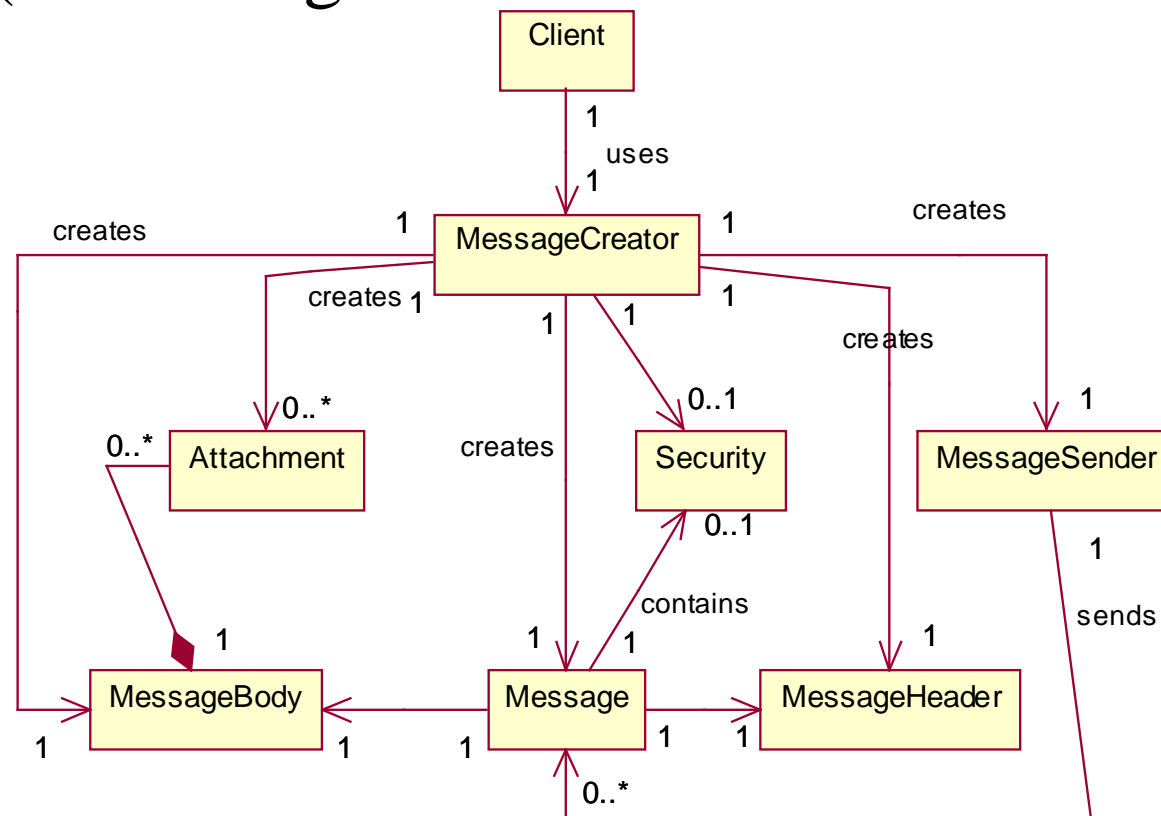 Client
1
uses
1
creates
1
MessageCreator
1
creates
creates
1
1
1
1
creates
0..*
0..1
1
0..*
Attachment
creates
Security
MessageSender
0..1
1
contains
sends
1
1
1
1
MessageBody
Message
MessageHeader
1
1
1
1
1
0..*